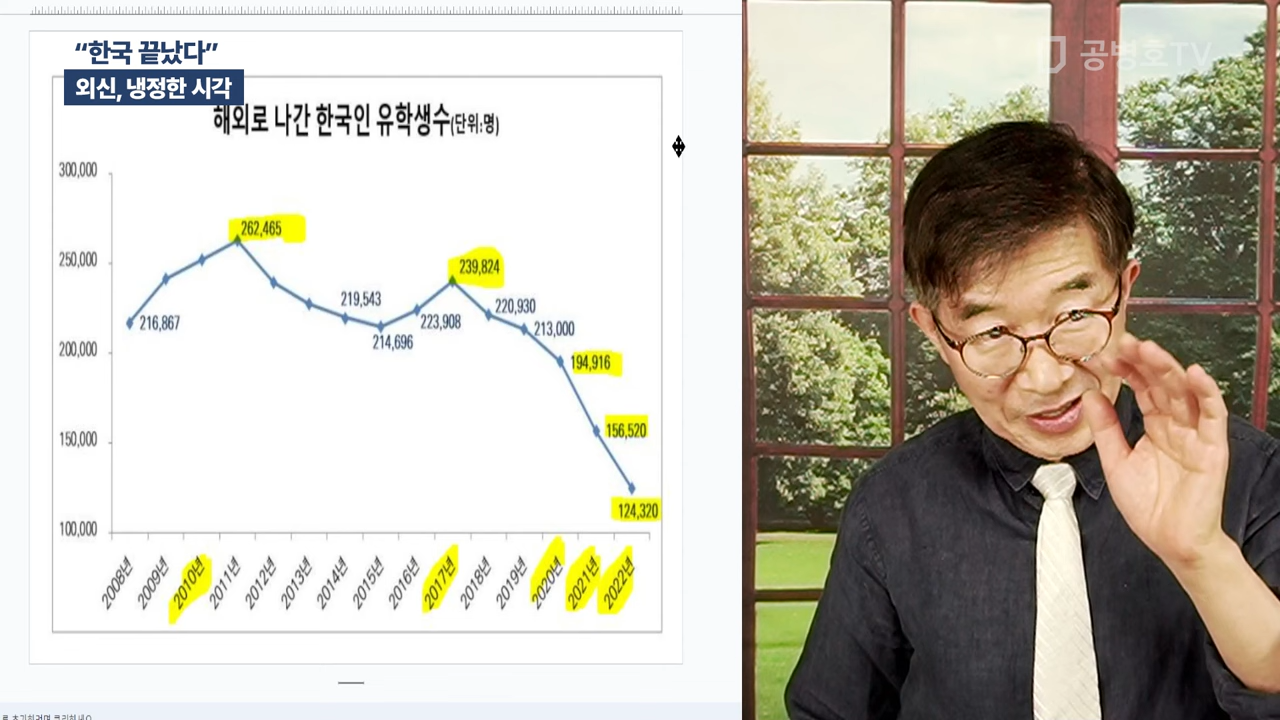 “한국 끝났다”
외신, 냉정한 시각
공병호TV
해외로 나간 한국인 유학생수(단위:명)
300,000
250,000
200,000
150,000
100,000
262,465
239,824
216,867
219,543
214,696
223,908
220,930
213,000
194,916
156,520
124,320
2008년
2009년
2010년
2011년
2012년
2013년
2014년
2015년
2016년
2017년
2018년
2019년
2020년
2021년
2022년